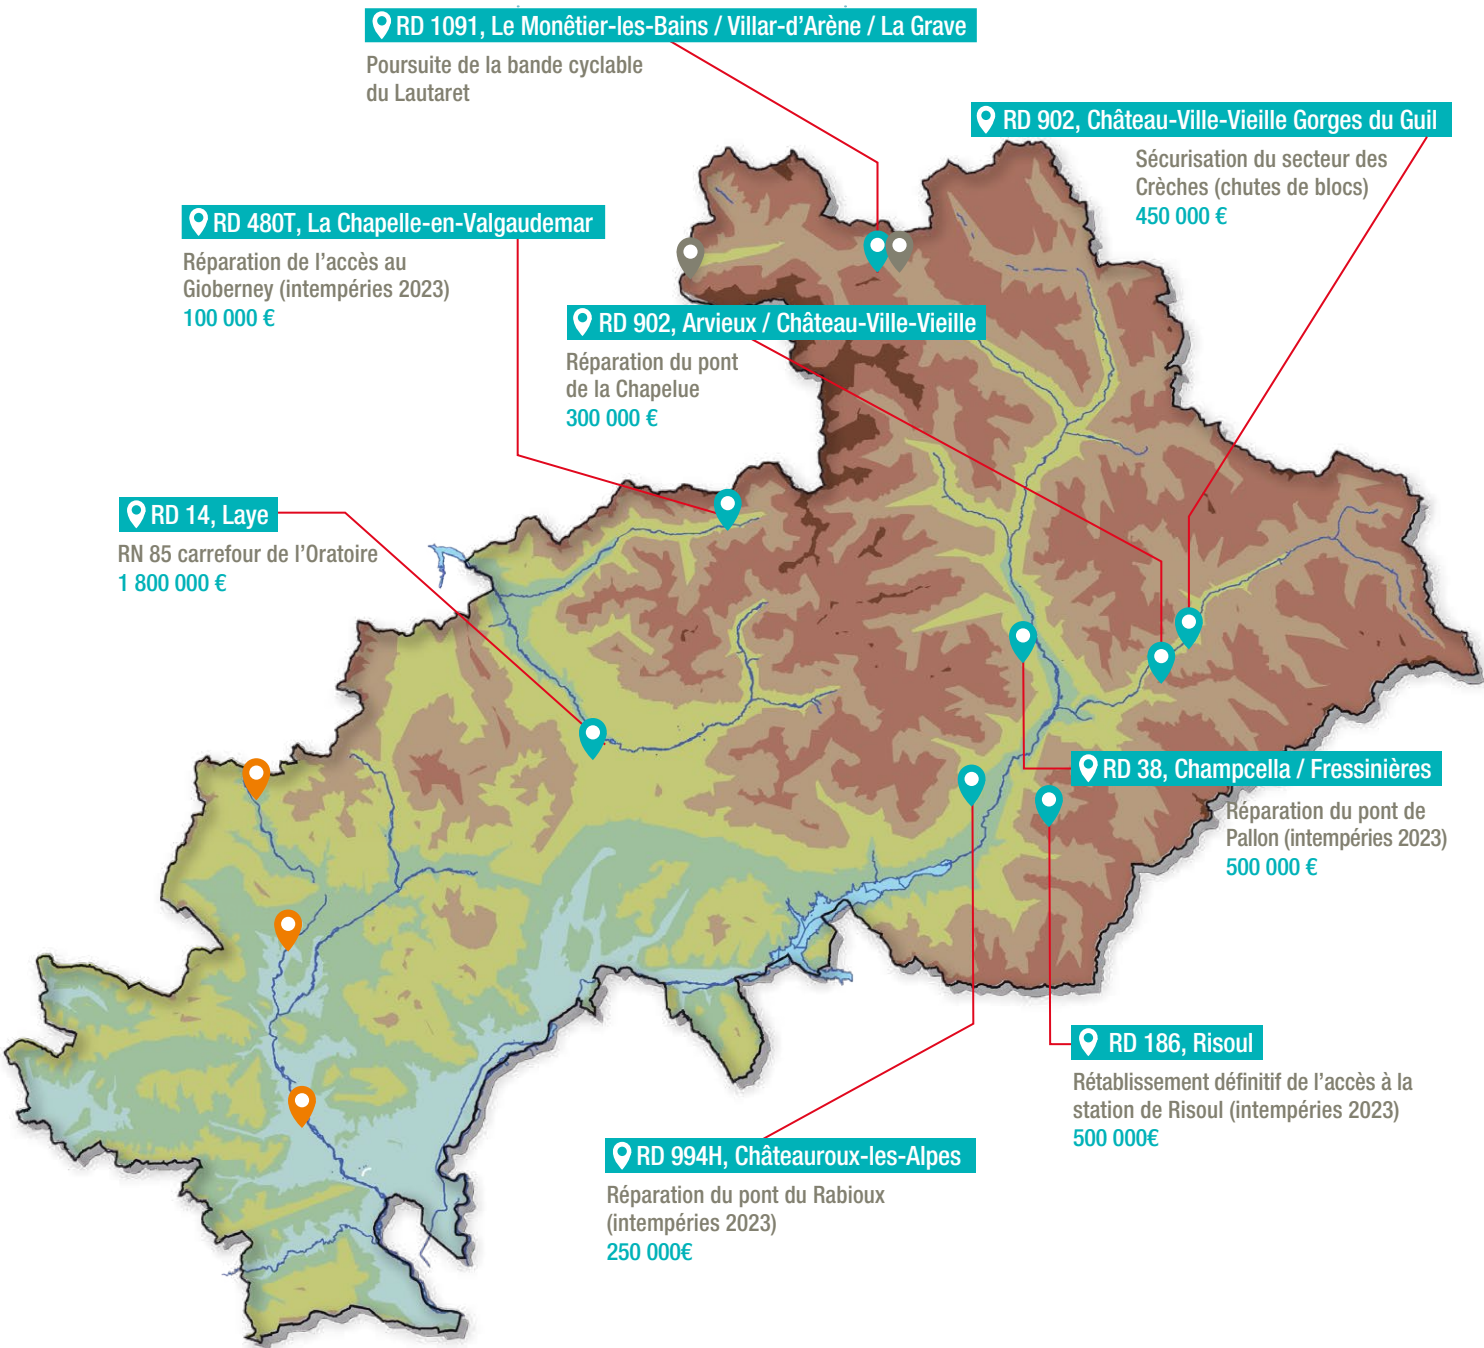 RD 1091, Le Monêtier-les-Bains / Villar-d'Arène / La Grave
Poursuite de la bande cyclable
du Lautaret
RD 902, Château-Ville-Vieille Gorges du Guil
Sécurisation du secteur des
Crèches (chutes de blocs)
450 000 €
RD 480T, La Chapelle-en-Valgaudemar
Réparation de l'accès au
Gioberney (intempéries 2023)
100 000 €
RD 902, Arvieux / Château-Ville-Vieille
Réparation du pont
de la Chapelue
300 000 €
RD 14, Laye
RN 85 carrefour de l'Oratoire
1 800 000 €
RD 38, Champcella / Fressinières
Réparation du pont de
Pallon (intempéries 2023)
500 000 €
RD 186, Risoul
Rétablissement définitif de l'accès à la
station de Risoul (intempéries 2023)
500 000€
RD 994H, Châteauroux-les-Alpes
Réparation du pont du Rabioux
(intempéries 2023)
250 000€